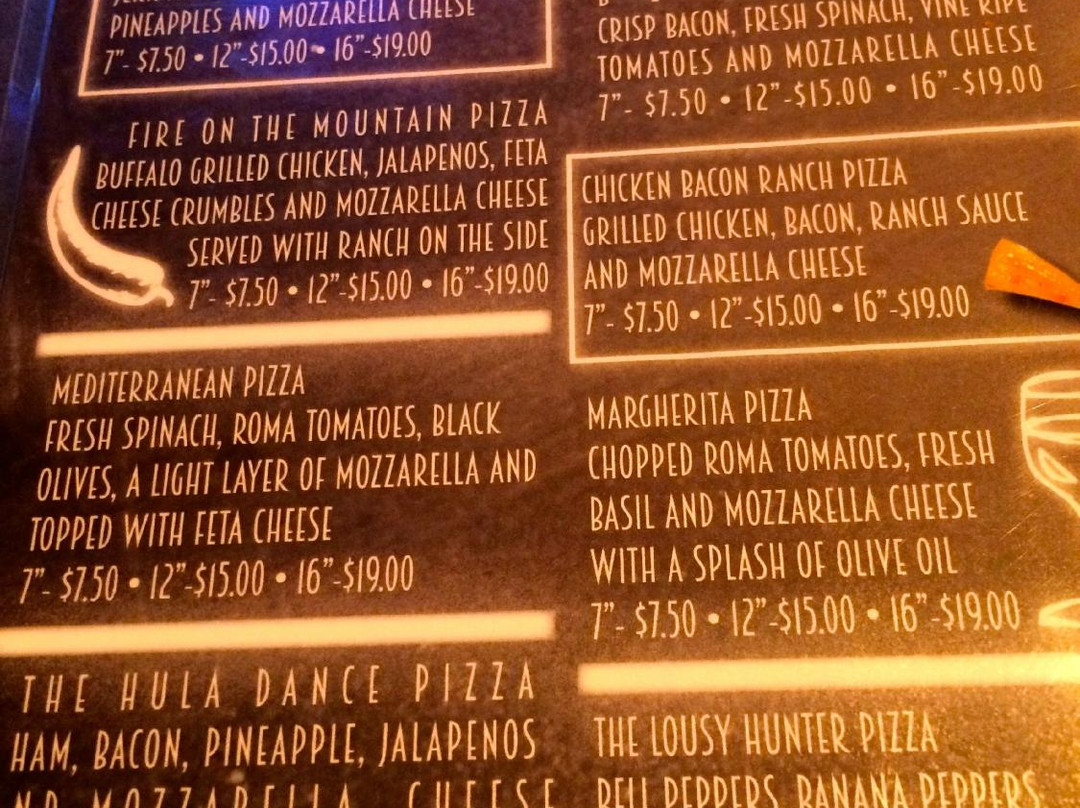 PINEAPPLES AND MOZZARELLA CHEESE
7"- $7.50 • 12"-$15.00 • 16"-$19.00
FIRE ON THE MOUNTAIN PIZZA
BUFFALO GRILLED CHICKEN, JALAPENOS, FETA
CHEESE CRUMBLES AND MOZZARELLA CHEESE
SERVED WITH RANCH ON THE SIDE
7"- $7.50 • 12"-$15.00 • 16"-$19.00
MEDITERRANEAN PIZZA
FRESH SPINACH, ROMA TOMATOES, BLACK
OLIVES, A LIGHT LAYER OF MOZZARELLA AND
TOPPED WITH FETA CHEESE
7"- $7.50 • 12"-$15.00 • 16"-$19.00
THE HULA DANCE PIZZA
HAM, BACON, PINEAPPLE, JALAPENOS
MOZZARELLA CHEESE
CRISP BACON, FRESH SPINACH, VINE RIPE
TOMATOES AND MOZZARELLA CHEESE
7"- $7.50 • 12"-$15.00 • 16"-$19.00
CHICKEN BACON RANCH PIZZA
GRILLED CHICKEN, BACON, RANCH SAUCE
AND MOZZARELLA CHEESE
7"- $7.50 • 12"-$15.00 • 16"-$19.00
MARGHERITA PIZZA
CHOPPED ROMA TOMATOES, FRESH
BASIL AND MOZZARELLA CHEESE
WITH A SPLASH OF OLIVE OIL
7"- $7.50 • 12"-$15.00 • 16"-$19.00
THE LOUSY HUNTER PIZZA
BELL PEPPERS, BANANA PEPPERS,